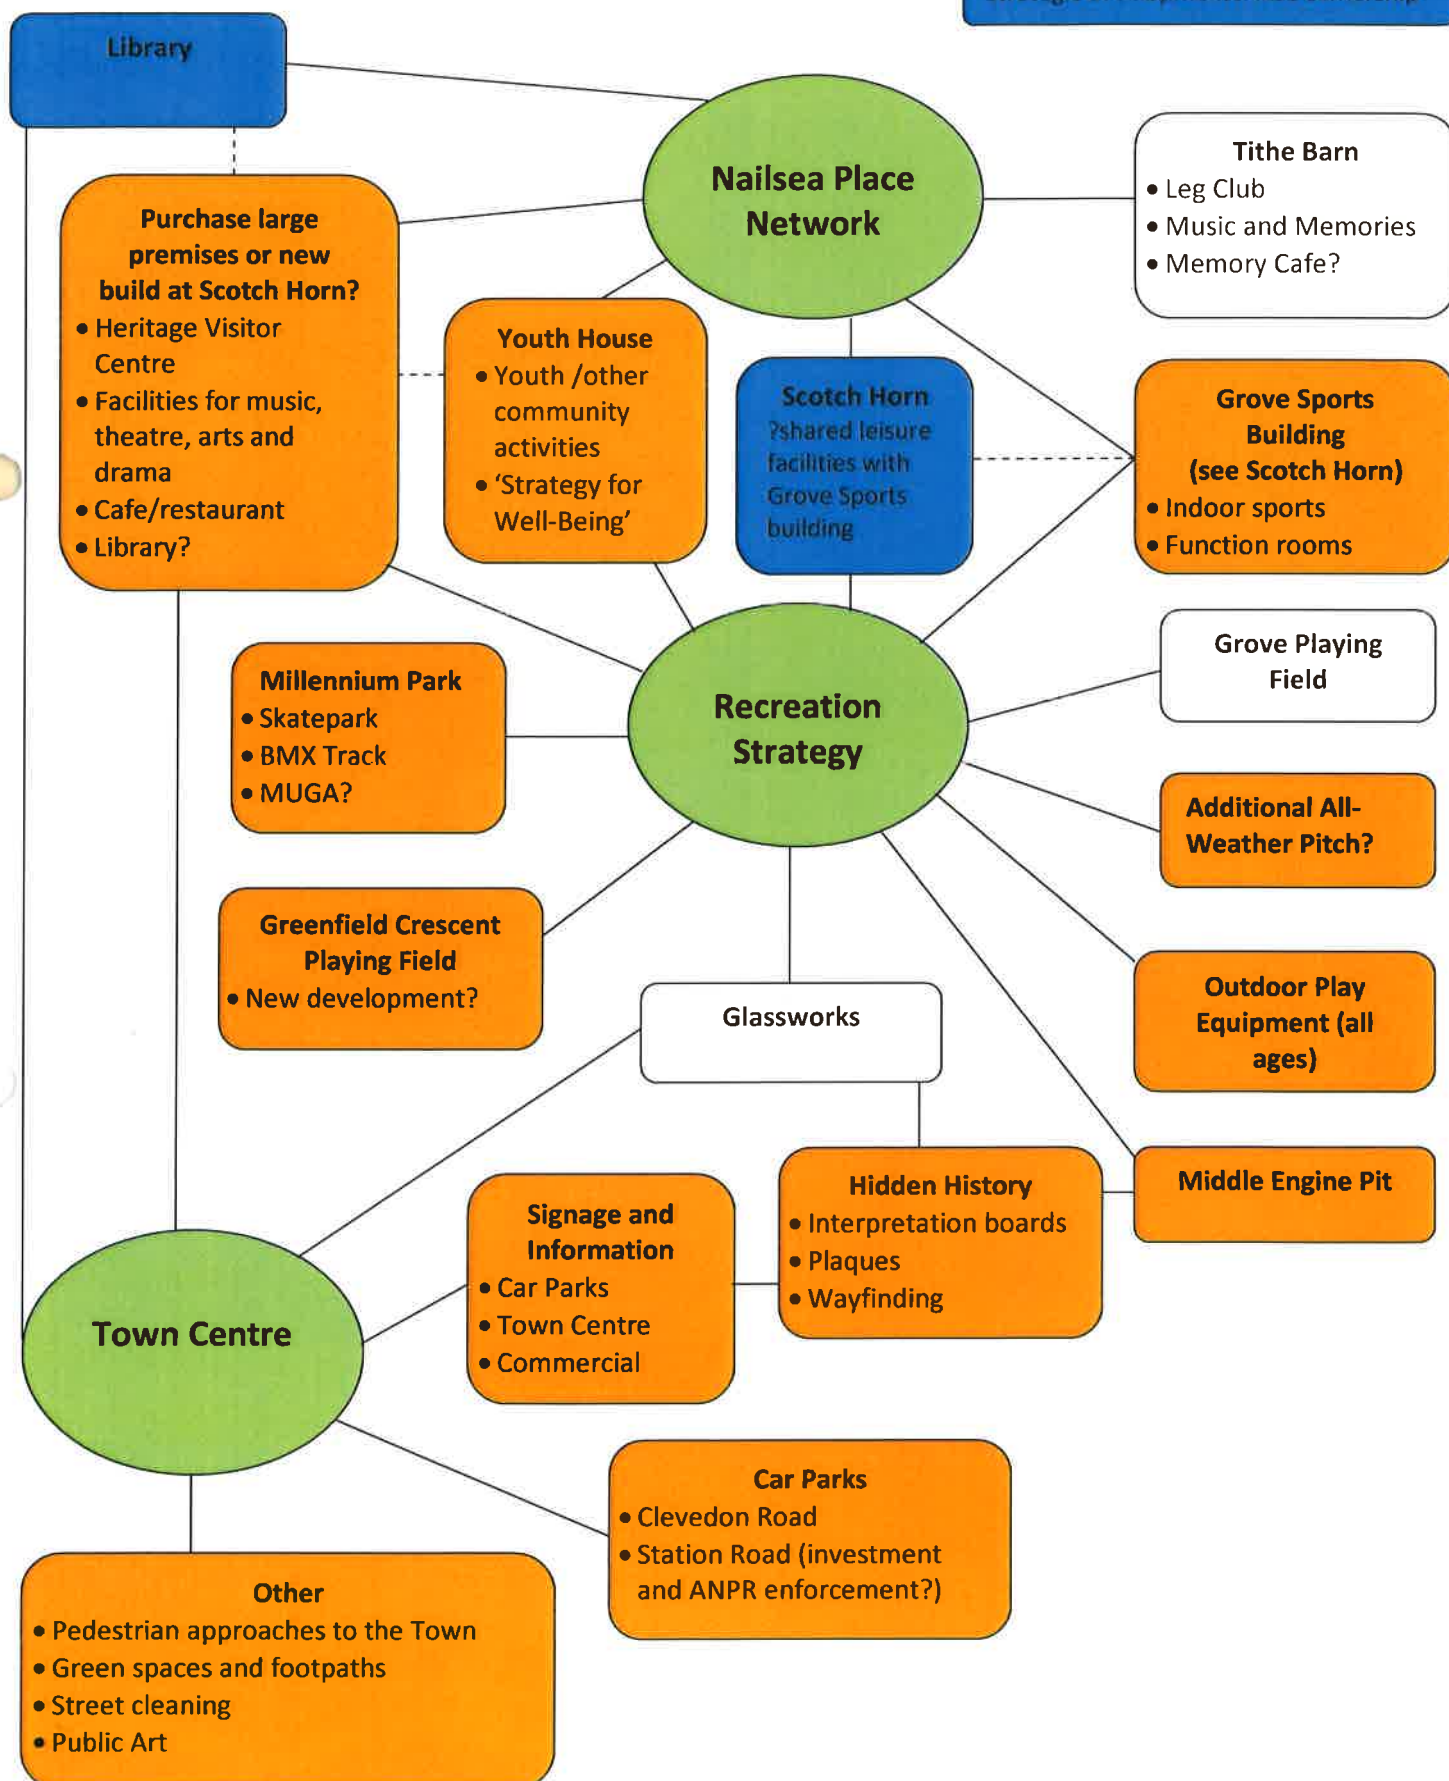 Library
Nailsea Place
Network
Tithe Barn
• Leg Club
• Music and Memories
• Memory Cafe?
Purchase large
premises or new
build at Scotch Horn?
• Heritage Visitor
Centre
• Facilities for music,
theatre, arts and
drama
• Cafe/restaurant
• Library?
Youth House
• Youth /other
community
activities
• ‘Strategy for
Well-Being’
Scotch Horn
?shared leisure
facilities with
Grove Sports
building
Grove Sports
Building
(see Scotch Horn)
• Indoor sports
• Function rooms
Grove Playing
Field
Millennium Park
• Skatepark
• BMX Track
• MUGA?
Recreation
Strategy
Additional All-
Weather Pitch?
Greenfield Crescent
Playing Field
• New development?
Glassworks
Outdoor Play
Equipment (all
ages)
Signage and
Information
• Car Parks
• Town Centre
• Commercial
Hidden History
• Interpretation boards
• Plaques
• Wayfinding
Middle Engine Pit
Town Centre
Car Parks
• Clevedon Road
• Station Road (investment
and ANPR enforcement?)
Other
• Pedestrian approaches to the Town
• Green spaces and footpaths
• Street cleaning
• Public Art